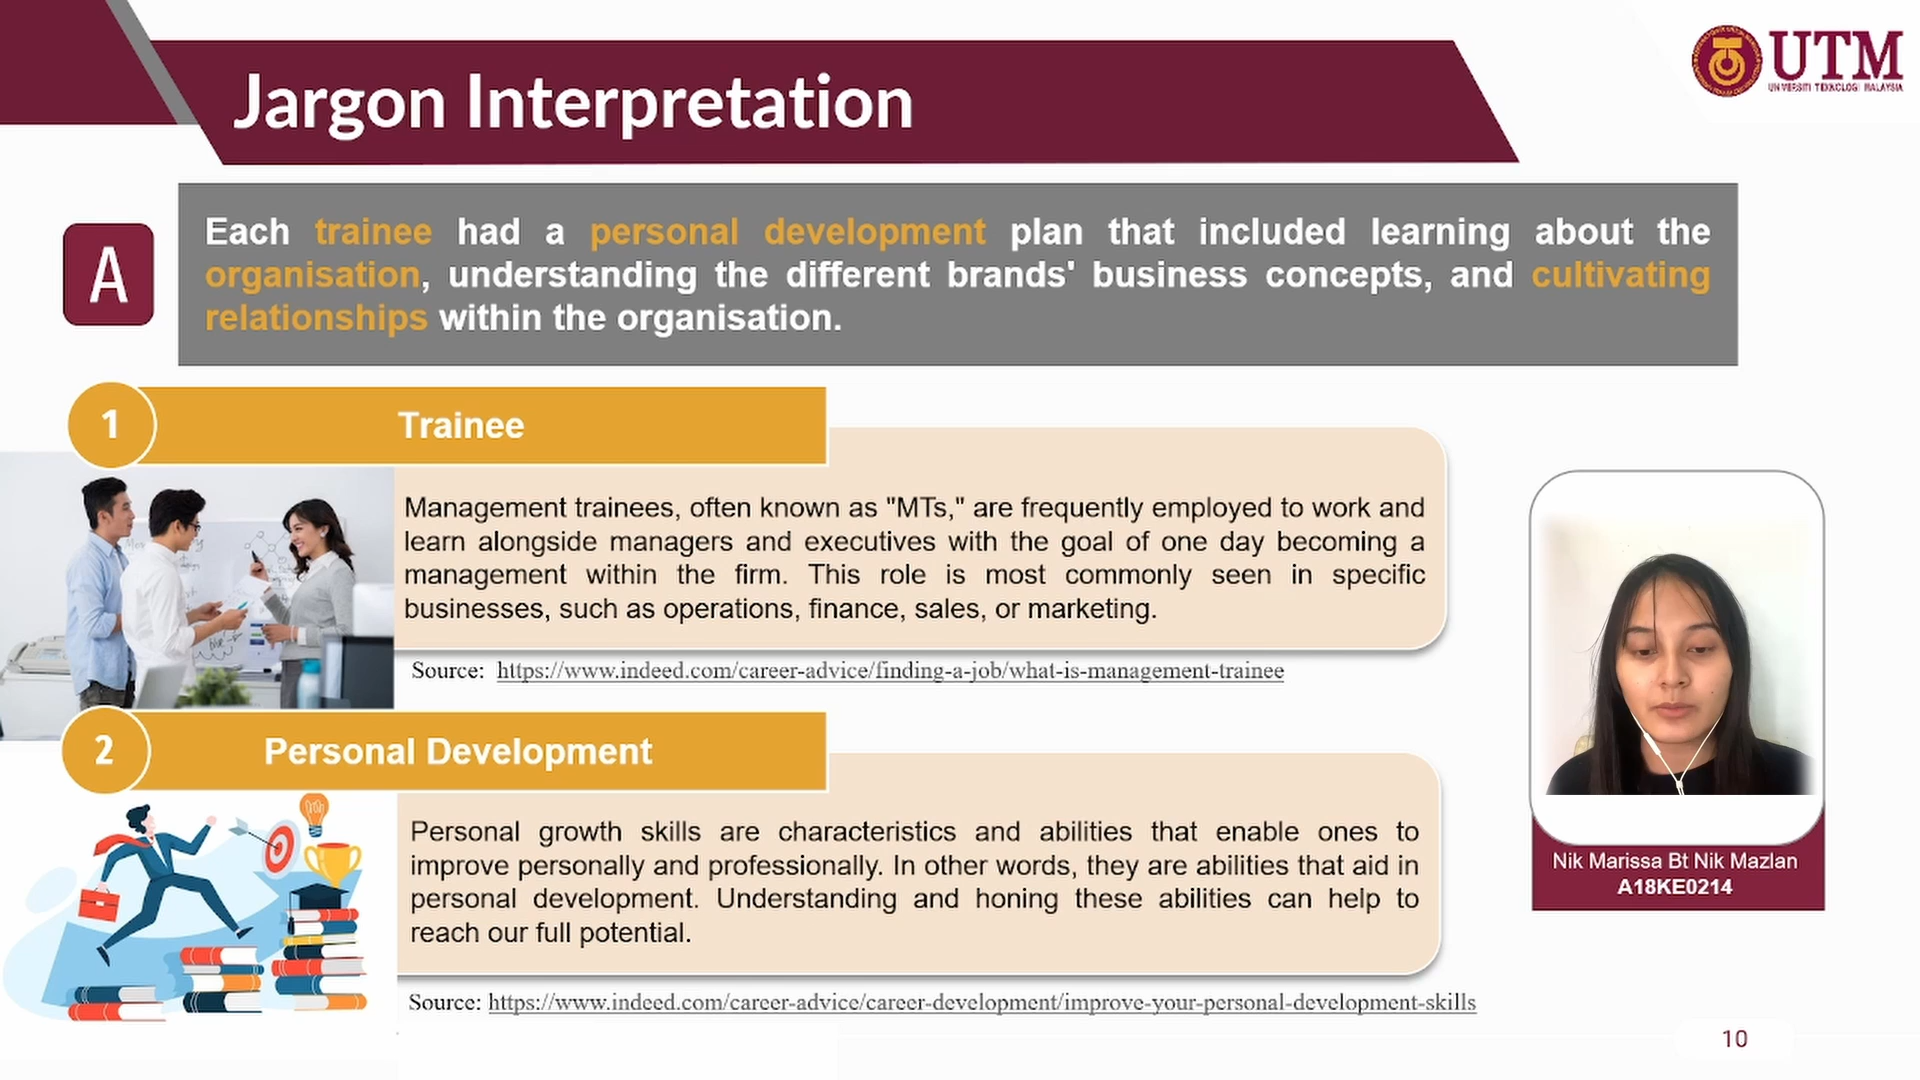 Jargon Interpretation
UTM
UNIVERSITI TEKNOLOGI MALAYSIA
A
Each trainee had a personal development plan that included learning about the
organisation, understanding the different brands' business concepts, and cultivating
relationships within the organisation.
1
Trainee
Management trainees, often known as "MTs," are frequently employed to work and
learn alongside managers and executives with the goal of one day becoming a
management within the firm. This role is most commonly seen in specific
businesses, such as operations, finance, sales, or marketing.
Source: https://www.indeed.com/career-advice/finding-a-job/what-is-management-trainee
2
Personal Development
Personal growth skills are characteristics and abilities that enable ones to
improve personally and professionally. In other words, they are abilities that aid in
personal development. Understanding and honing these abilities can help to
reach our full potential.
Source: https://www.indeed.com/career-advice/career-development/improve-your-personal-development-skills
Nik Marissa Bt Nik Mazlan
A18KE0214
10